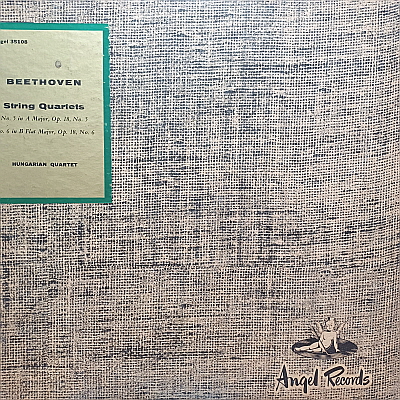 gel 35108
BEETHOVEN
String Quartets
No. 5 in A Major, Op. 18, No. 5
o. 6 in B Flat Major, Op. 18, No. 6
HUNGARIAN QUARTET
Angel Records